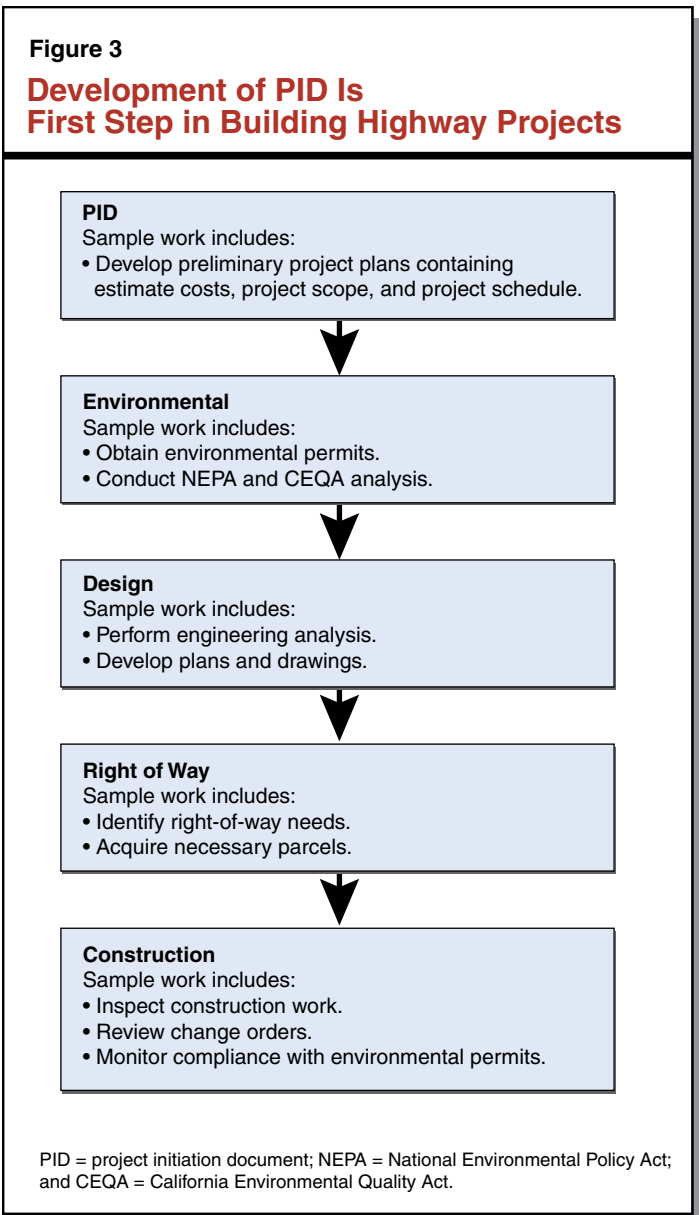 Figure 3
Development of PID Is
First Step in Building Highway Projects
PID
Sample work includes:
• Develop preliminary project plans containing
estimate costs, project scope, and project schedule.
Environmental
Sample work includes:
• Obtain environmental permits.
• Conduct NEPA and CEQA analysis.
Design
Sample work includes:
• Perform engineering analysis.
• Develop plans and drawings.
Right of Way
Sample work includes:
• Identify right-of-way needs.
• Acquire necessary parcels.
Construction
Sample work includes:
• Inspect construction work.
• Review change orders.
• Monitor compliance with environmental permits.
PID = project initiation document; NEPA = National Environmental Policy Act;
and CEQA = California Environmental Quality Act.